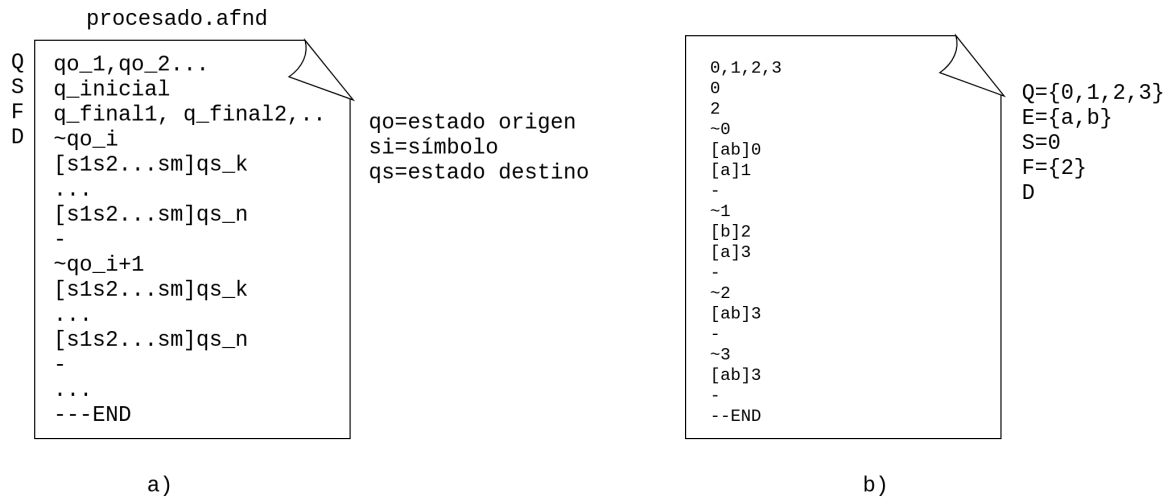 procesado.afnd
Q
S
F
D
qo_1,qo_2...
q_inicial
q_final1, q_final2,..
~qo_i
[s1s2...sm]qs_k
...
[s1s2...sm]qs_n
-
~qo_i+1
[s1s2...sm]qs_k
...
[s1s2...sm]qs_n
-
...
---END
qo=estado origen
si=símbolo
qs=estado destino
a)
0,1,2,3
0
2
~0
[ab]0
[a]1
-
~1
[b]2
[a]3
-
~2
[ab]3
-
~3
[ab]3
-
--END
Q={0,1,2,3}
E={a,b}
S=0
F={2}
D
b)